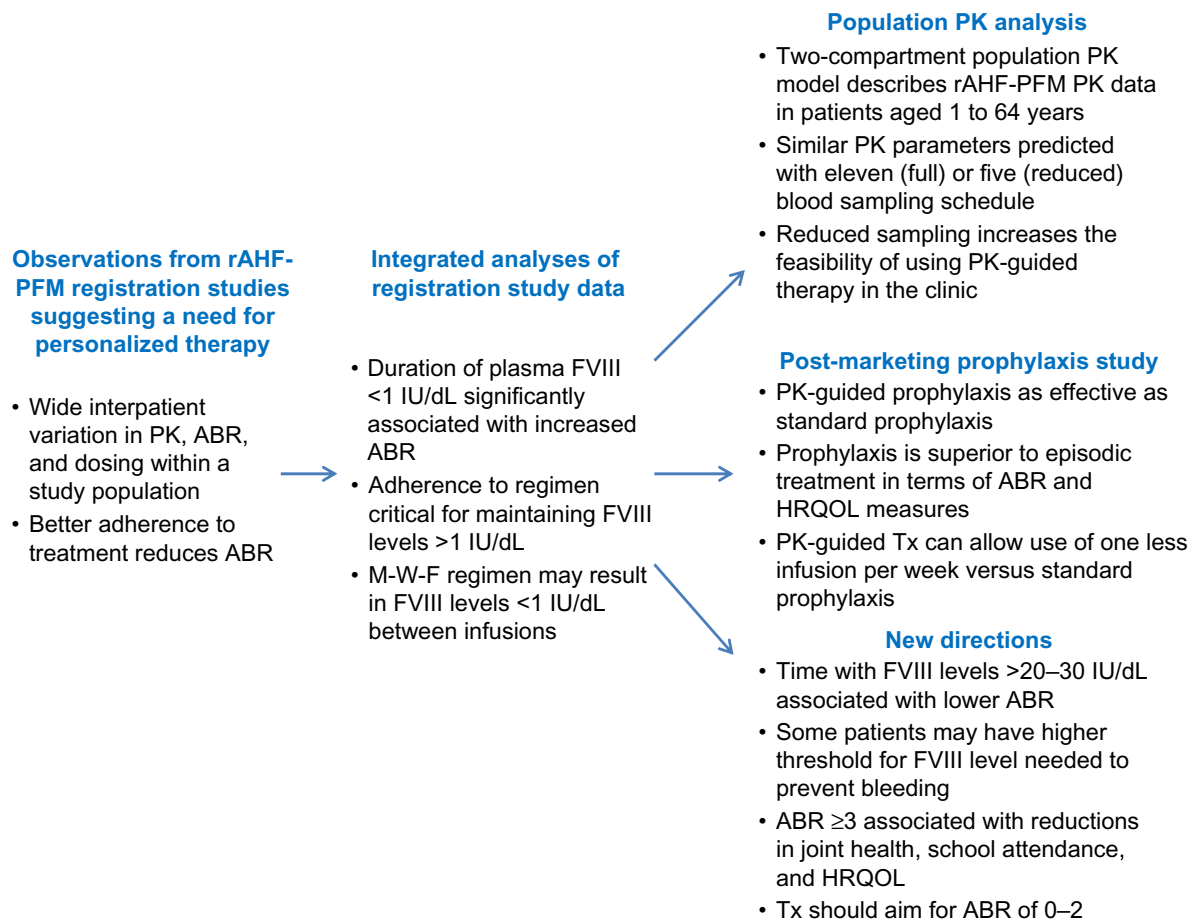 Observations from rAHF-
PFM registration studies
suggesting a need for
personalized therapy
• Wide interpatient
variation in PK, ABR,
and dosing within a
study population
• Better adherence to
treatment reduces ABR
Integrated analyses of
registration study data
• Duration of plasma FVIII
<1 IU/dL significantly
associated with increased
ABR
• Adherence to regimen
critical for maintaining FVIII
levels >1 IU/dL
• M-W-F regimen may result
in FVIII levels <1 IU/dL
between infusions
Population PK analysis
• Two-compartment population PK
model describes rAHF-PFM PK data
in patients aged 1 to 64 years
• Similar PK parameters predicted
with eleven (full) or five (reduced)
blood sampling schedule
• Reduced sampling increases the
feasibility of using PK-guided
therapy in the clinic
Post-marketing prophylaxis study
• PK-guided prophylaxis as effective as
standard prophylaxis
• Prophylaxis is superior to episodic
treatment in terms of ABR and
HRQOL measures
• PK-guided Tx can allow use of one less
infusion per week versus standard
prophylaxis
New directions
• Time with FVIII levels >20–30 IU/dL
associated with lower ABR
• Some patients may have higher
threshold for FVIII level needed to
prevent bleeding
• ABR ≥3 associated with reductions
in joint health, school attendance,
and HRQOL
• Tx should aim for ABR of 0–2